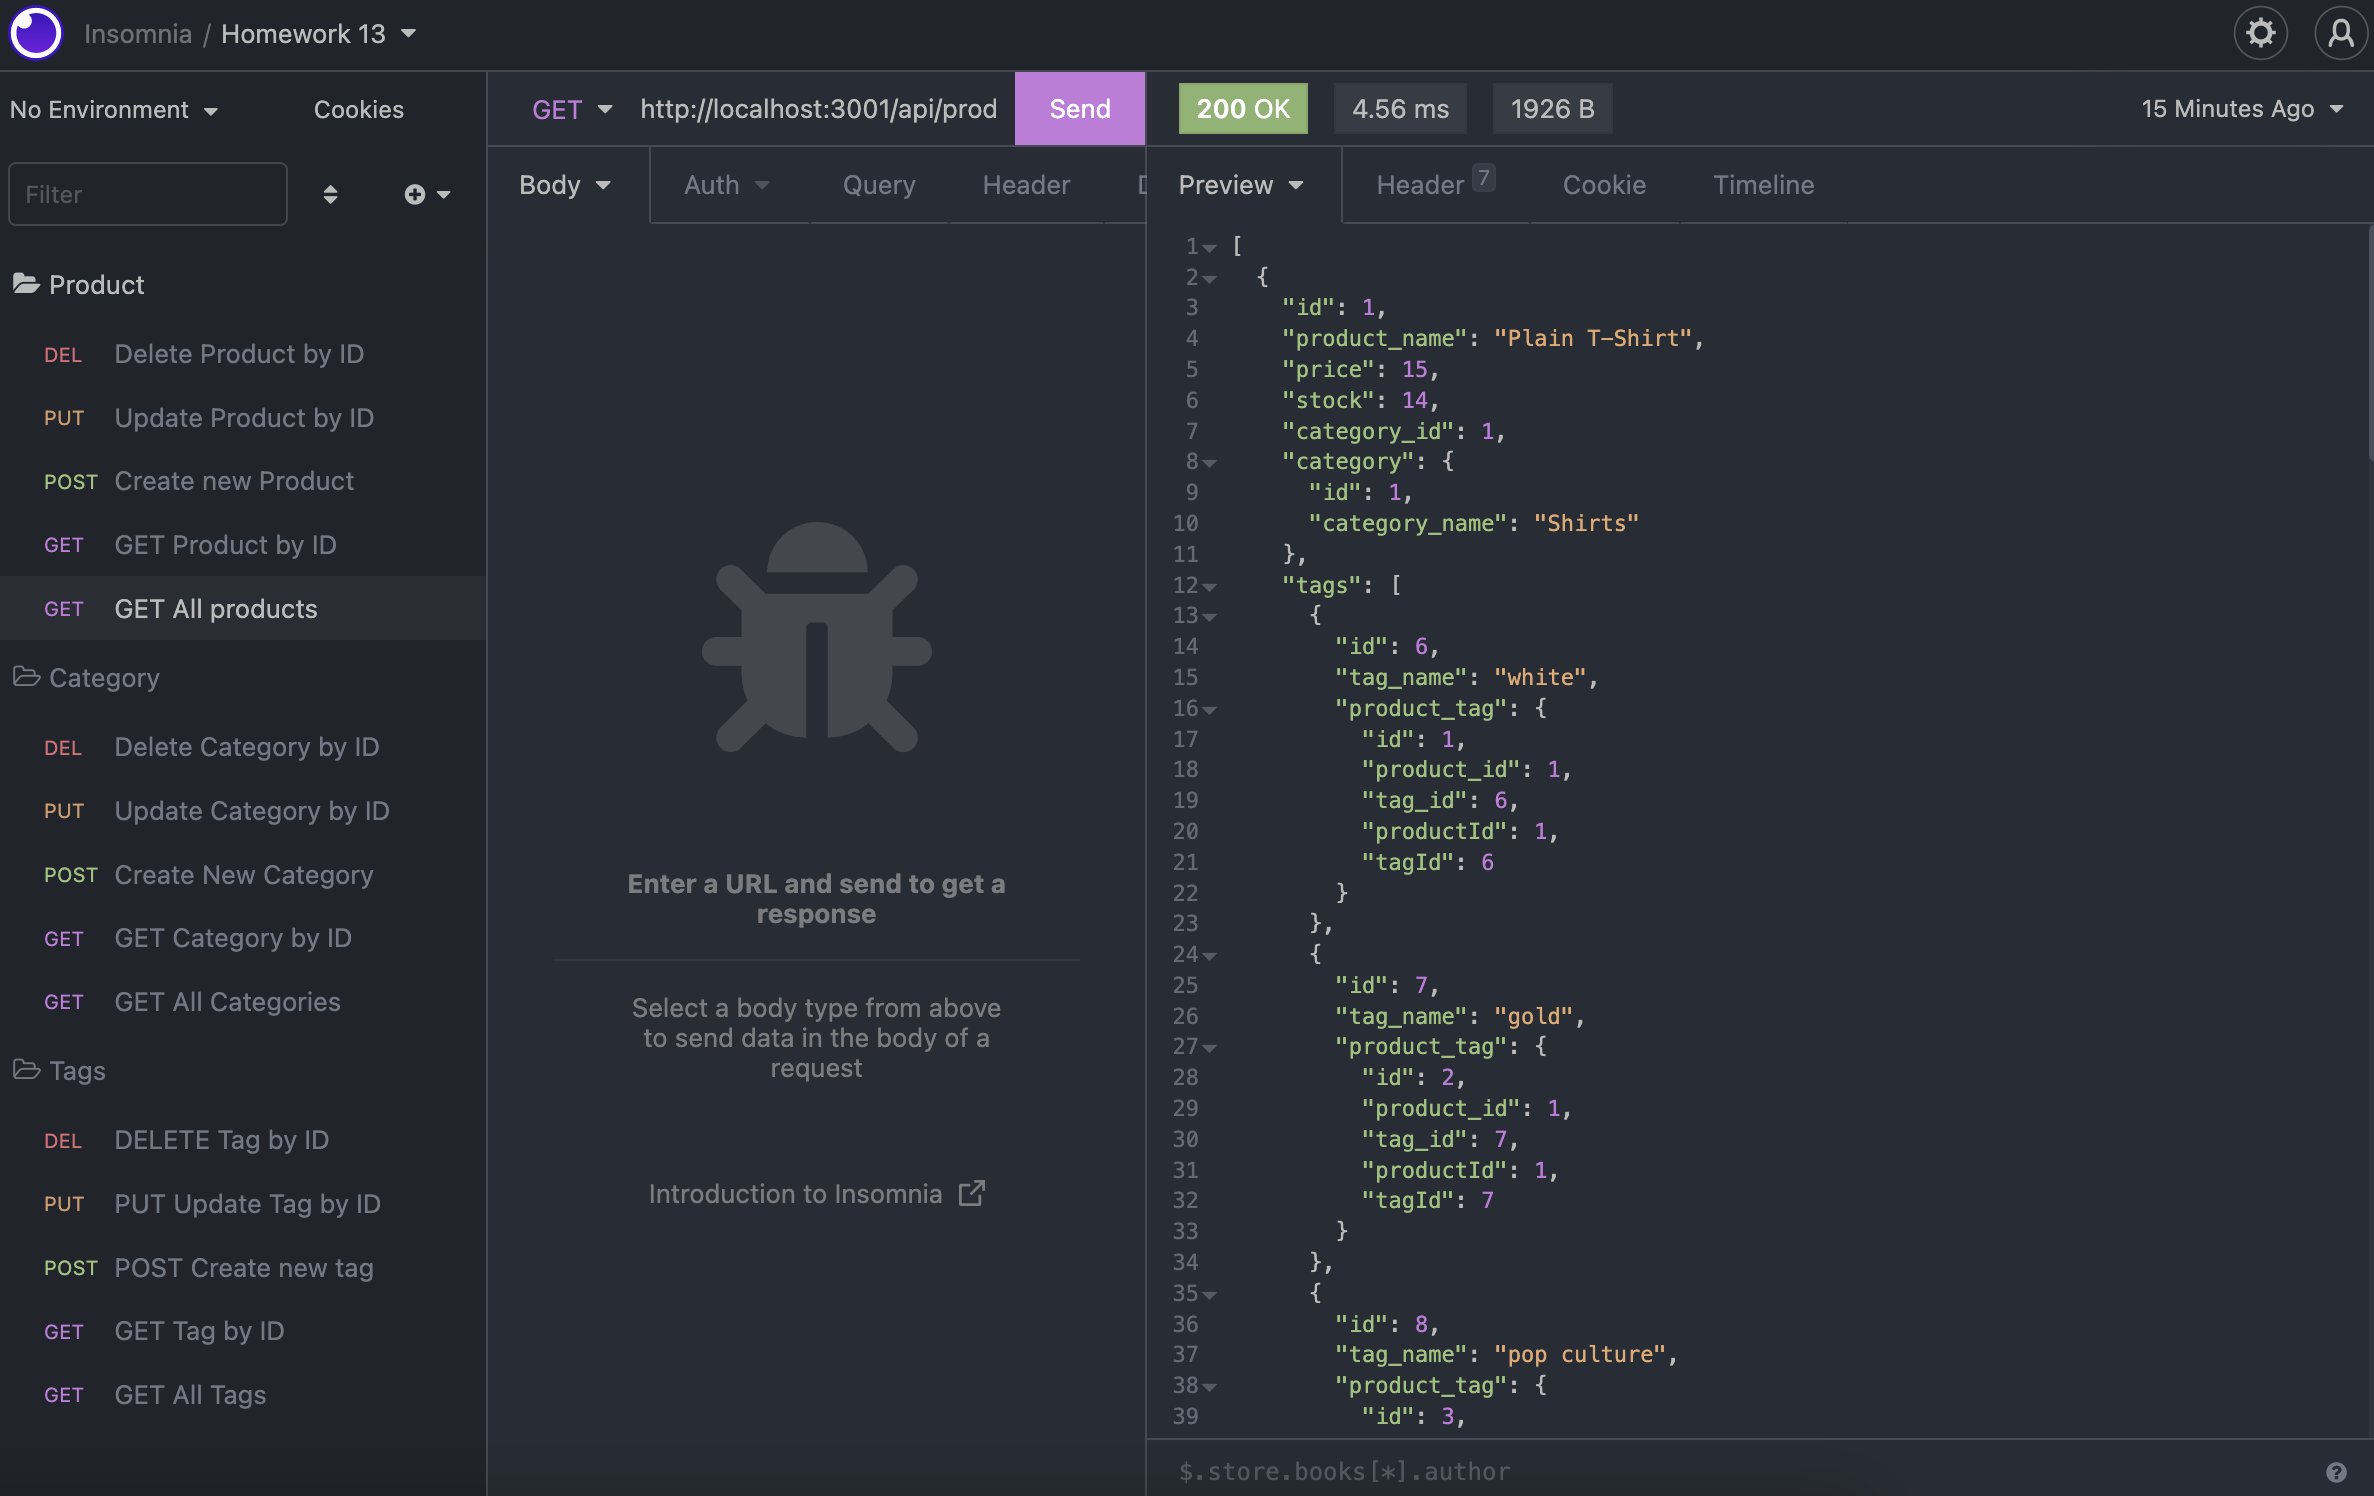 Insomnia / Homework 13
No Environment
Cookies
Filter
Product
DEL Delete Product by ID
PUT Update Product by ID
POST Create new Product
GET GET Product by ID
GET GET All products
Category
DEL Delete Category by ID
PUT Update Category by ID
POST Create New Category
GET GET Category by ID
GET GET All Categories
Tags
DEL DELETE Tag by ID
PUT PUT Update Tag by ID
POST POST Create new tag
GET GET Tag by ID
GET GET All Tags
GET http://localhost:3001/api/prod Send
Body Auth Query Header
Enter a URL and send to get a
response
Select a body type from above
to send data in the body of a
request
Introduction to Insomnia
200 OK 4.56 ms 1926 B 15 Minutes Ago
Preview Header 7 Cookie Timeline
1 [
2 {
3 "id": 1,
4 "product_name": "Plain T-Shirt",
5 "price": 15,
6 "stock": 14,
7 "category_id": 1,
8 "category": {
9 "id": 1,
10 "category_name": "Shirts"
11 },
12 "tags": [
13 {
14 "id": 6,
15 "tag_name": "white",
16 "product_tag": {
17 "id": 1,
18 "product_id": 1,
19 "tag_id": 6,
20 "productId": 1,
21 "tagId": 6
22 }
23 },
24 {
25 "id": 7,
26 "tag_name": "gold",
27 "product_tag": {
28 "id": 2,
29 "product_id": 1,
30 "tag_id": 7,
31 "productId": 1,
32 "tagId": 7
33 }
34 },
35 {
36 "id": 8,
37 "tag_name": "pop culture",
38 "product_tag": {
39 "id": 3,
$.store.books[*].author
?